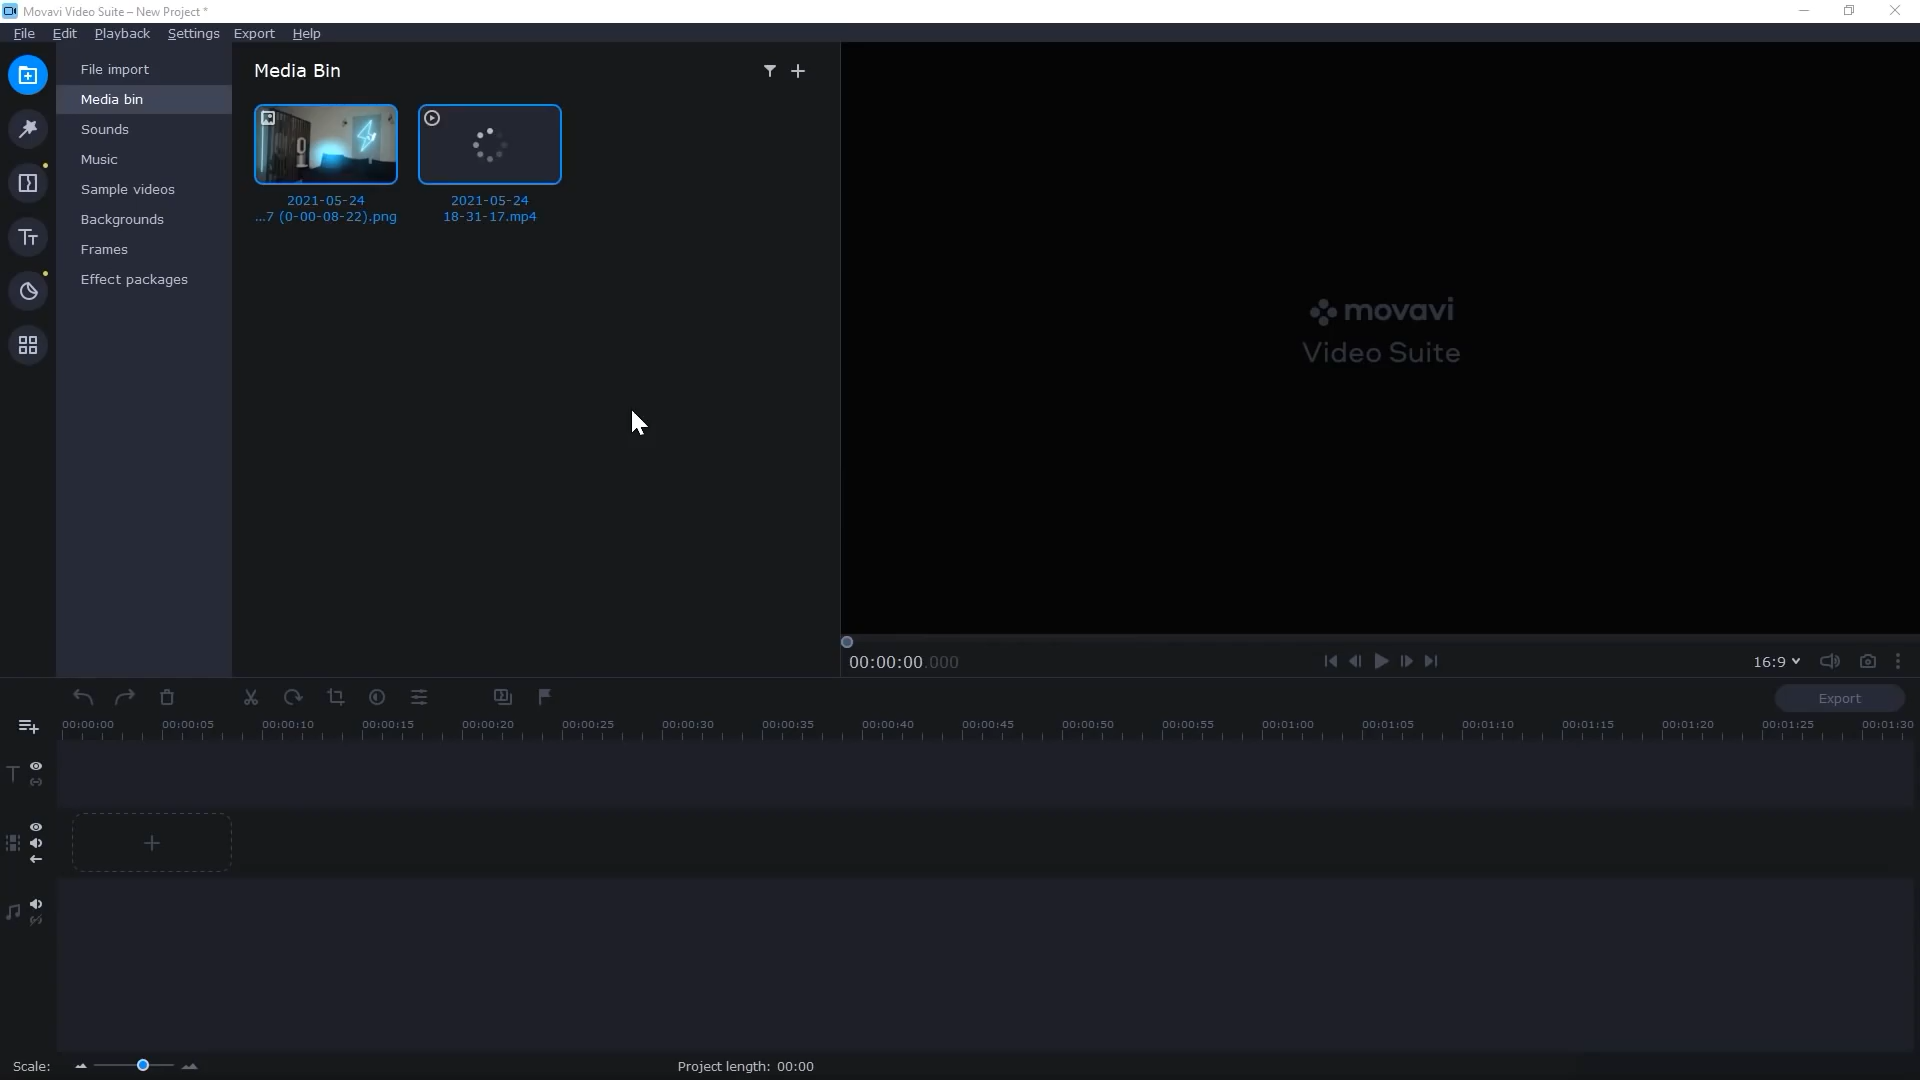 Movavi Video Suite – New Project *
File Edit Playback Settings Export Help
File import
Media bin
Sounds
Music
Sample videos
Backgrounds
Frames
Effect packages
Media Bin
2021-05-24
...7 (0-00-08-22).png
2021-05-24
18-31-17.mp4
movavi
Video Suite
00:00:00.000
16:9
Export
00:00:00 00:00:05 00:00:10 00:00:15 00:00:20 00:00:25 00:00:30 00:00:35 00:00:40 00:00:45 00:00:50 00:00:55 00:01:00 00:01:05 00:01:10 00:01:15 00:01:20 00:01:25 00:01:30
Scale:
Project length: 00:00